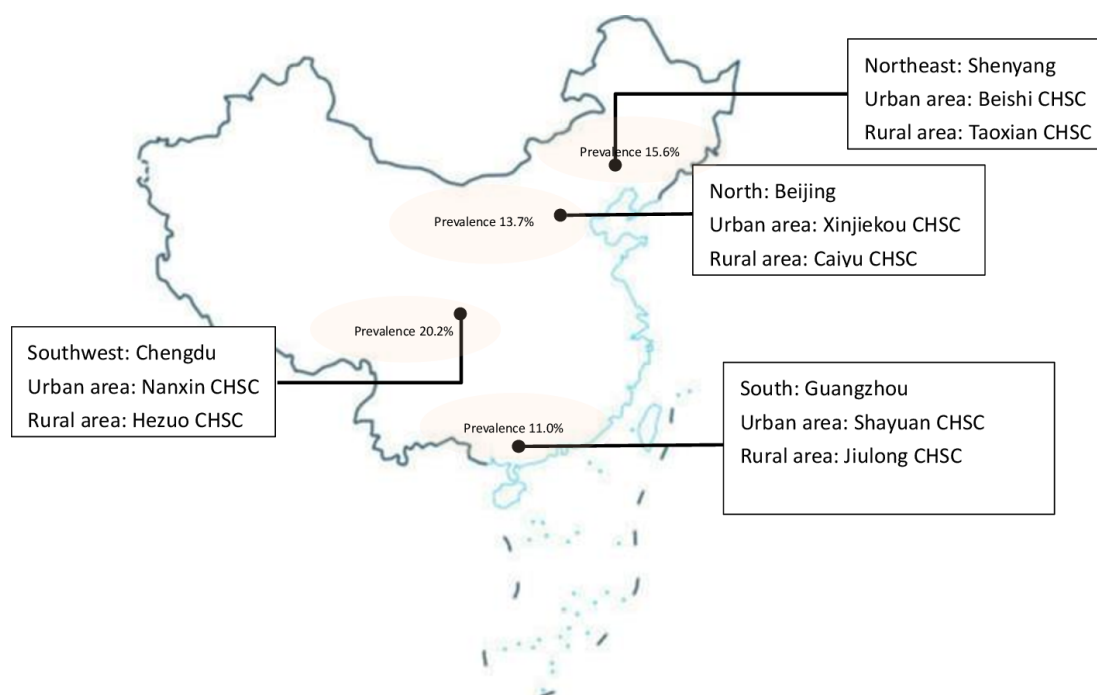 Northeast: Shenyang
Urban area: Beishi CHSC
Rural area: Taoxian CHSC
Prevalence 15.6%
North: Beijing
Urban area: Xinjiekou CHSC
Rural area: Caiyu CHSC
Prevalence 13.7%
Prevalence 20.2%
Southwest: Chengdu
Urban area: Nanxin CHSC
Rural area: Hezuo CHSC
South: Guangzhou
Urban area: Shayuan CHSC
Rural area: Jiulong CHSC
Prevalence 11.0%